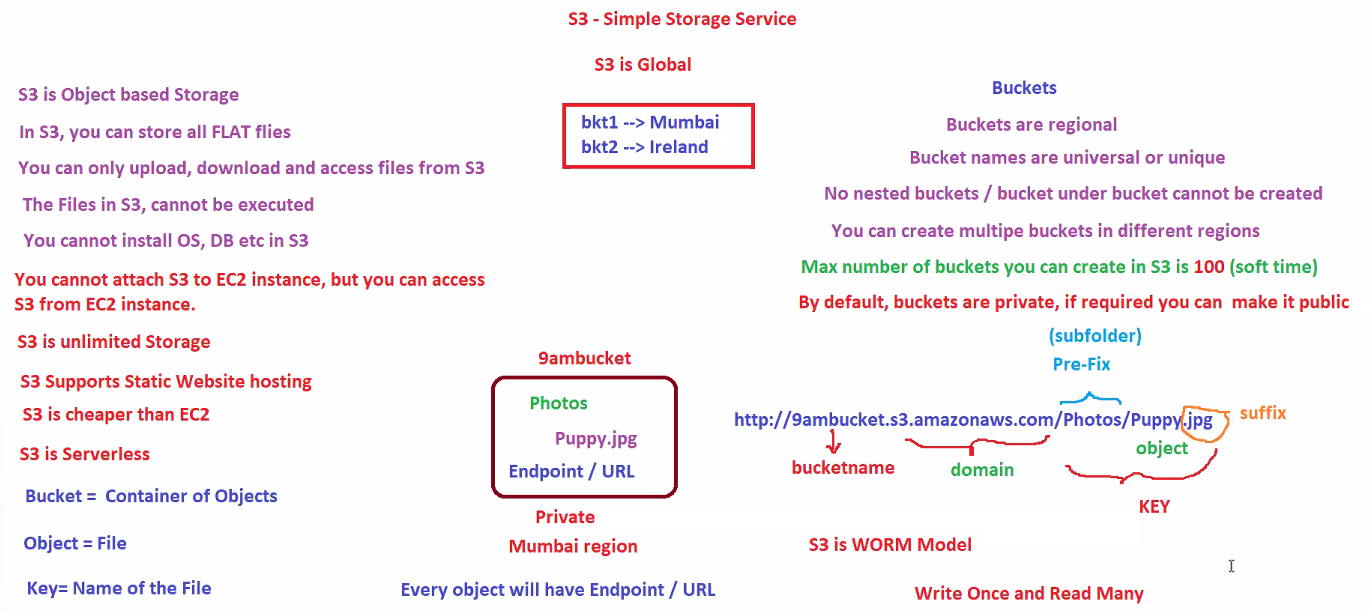 S3 - Simple Storage Service
S3 is Global
S3 is Object based Storage
In S3, you can store all FLAT flies
You can only upload, download and access files from S3
The Files in S3, cannot be executed
You cannot install OS, DB etc in S3
You cannot attach S3 to EC2 instance, but you can access
S3 from EC2 instance.
S3 is unlimited Storage
S3 Supports Static Website hosting
S3 is cheaper than EC2
S3 is Serverless
Bucket = Container of Objects
Object = File
Key= Name of the File
bkt1 --> Mumbai
bkt2 --> Ireland
9ambucket
Photos
Puppy.jpg
Endpoint / URL
Private
Mumbai region
Every object will have Endpoint / URL
Buckets
Buckets are regional
Bucket names are universal or unique
No nested buckets / bucket under bucket cannot be created
You can create multipe buckets in different regions
Max number of buckets you can create in S3 is 100 (soft time)
By default, buckets are private, if required you can make it public
(subfolder)
Pre-Fix
http://9ambucket.s3.amazonaws.com/Photos/Puppy.jpg
suffix
bucketname
domain
object
KEY
S3 is WORM Model
Write Once and Read Many